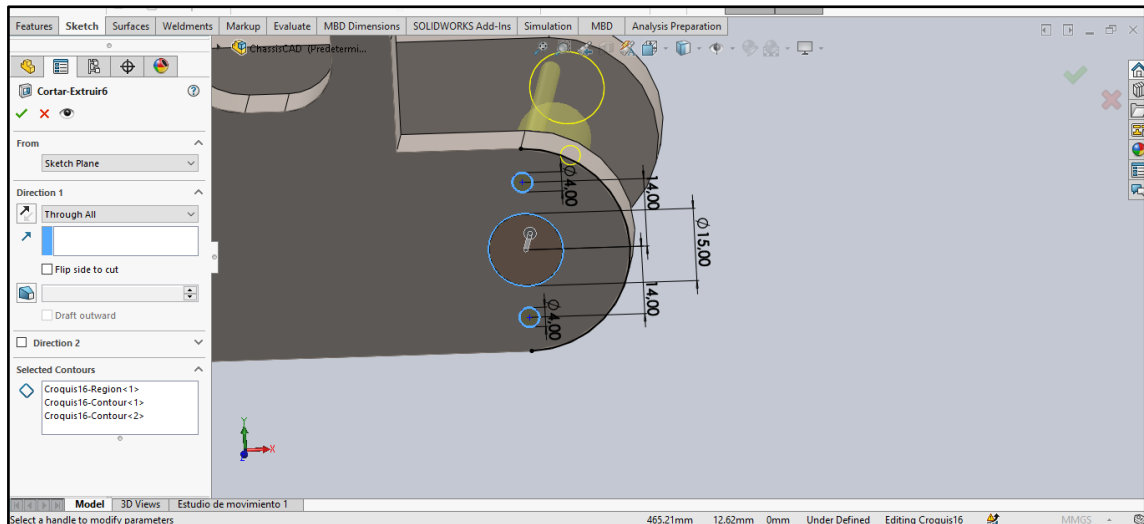 Features Sketch Surfaces Weldments Markup Evaluate MBD Dimensions SOLIDWORKS Add-Ins Simulation MBD Analysis Preparation
ChassisCAD (Predetermi...
Cortar-Extruir6
From
Sketch Plane
Direction 1
Through All
Flip side to cut
Draft outward
Direction 2
Selected Contours
Croquis16-Region<1>
Croquis16-Contour<1>
Croquis16-Contour<2>
∅4,00
14,00
∅15,00
14,00
∅4,00
Y
X
Z
Model 3D Views Estudio de movimiento 1
Select a handle to modify parameters 465.21mm 12.62mm 0mm Under Defined Editing Croquis16 MMGS